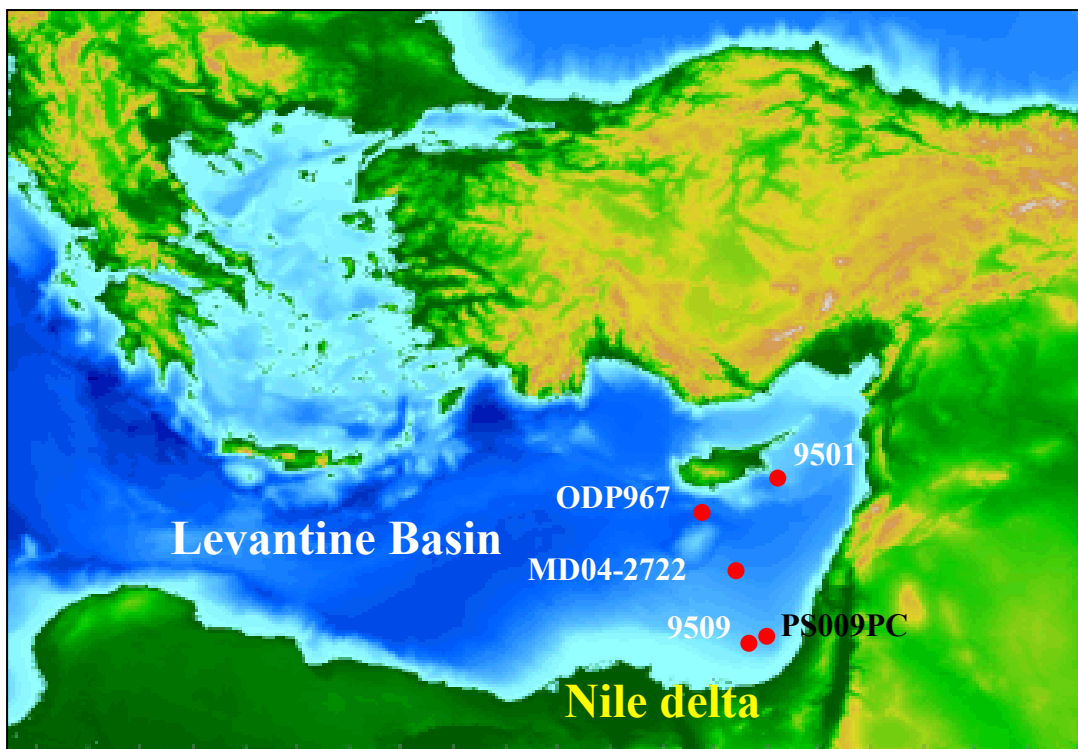 9501
ODP967
Levantine Basin
MD04-2722
9509
PS009PC
Nile delta